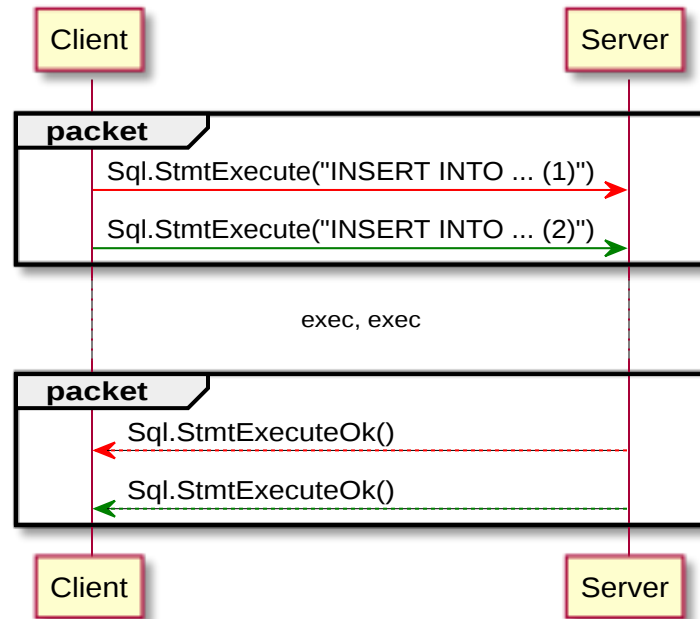 Client Server
packet
Sql.StmtExecute("INSERT INTO ... (1)")
Sql.StmtExecute("INSERT INTO ... (2)")
exec, exec
packet
Sql.StmtExecuteOk()
Sql.StmtExecuteOk()
Client Server